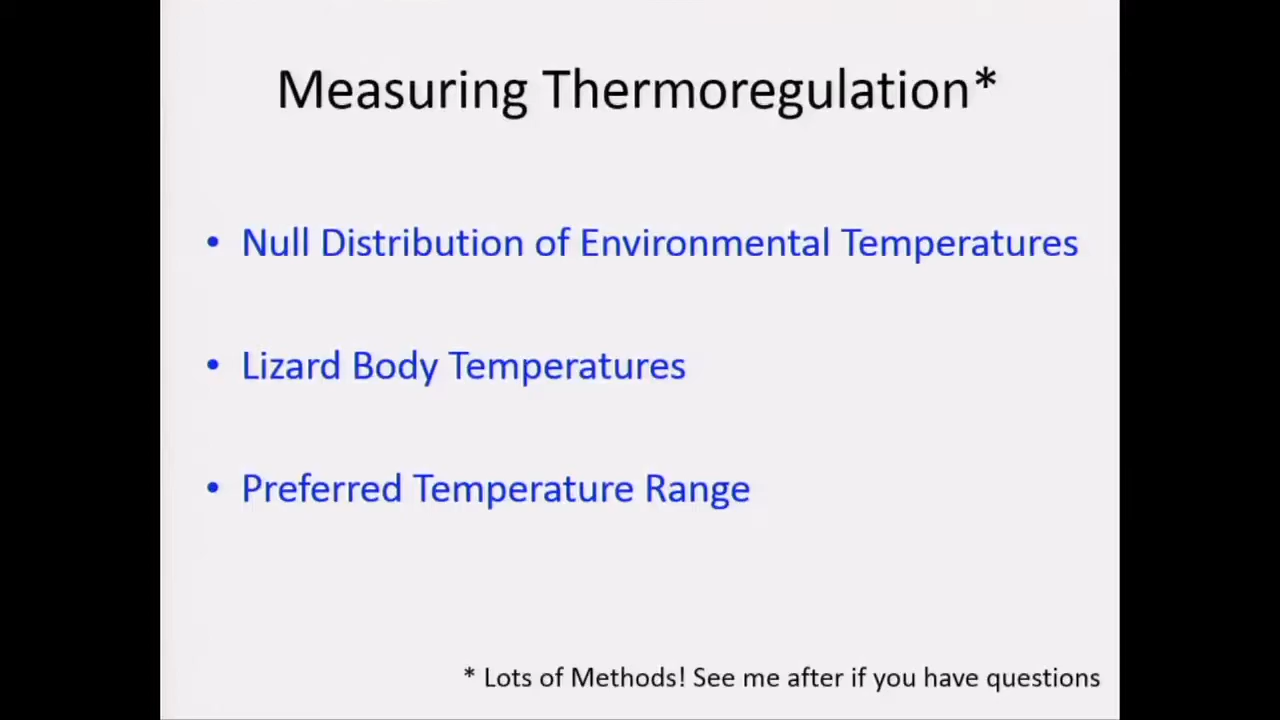 Measuring Thermoregulation*
• Null Distribution of Environmental Temperatures
• Lizard Body Temperatures
• Preferred Temperature Range
* Lots of Methods! See me after if you have questions